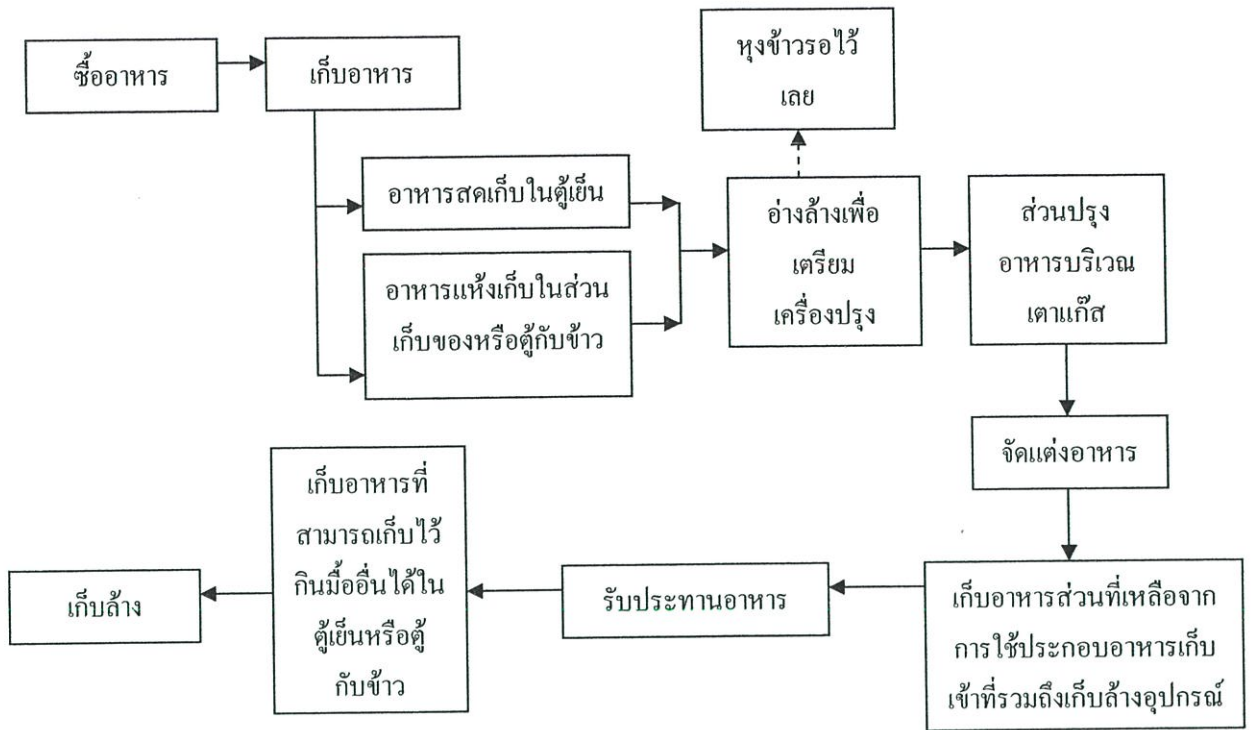 ซื้ออาหาร
เก็บอาหาร
หุงข้าวรอไว้
เลย
อาหารสดเก็บในตู้เย็น
อาหารแห้งเก็บในส่วน
เก็บของหรือตู้กับข้าว
อ่างล้างเพื่อ
เตรียม
เครื่องปรุง
ส่วนปรุง
อาหารบริเวณ
เตาแก๊ส
จัดแต่งอาหาร
เก็บอาหารส่วนที่เหลือจาก
การใช้ประกอบอาหารเก็บ
เข้าที่รวมถึงเก็บล้างอุปกรณ์
รับประทานอาหาร
เก็บอาหารที่
สามารถเก็บไว้
กินมื้ออื่นได้ใน
ตู้เย็นหรือตู้
กับข้าว
เก็บล้าง